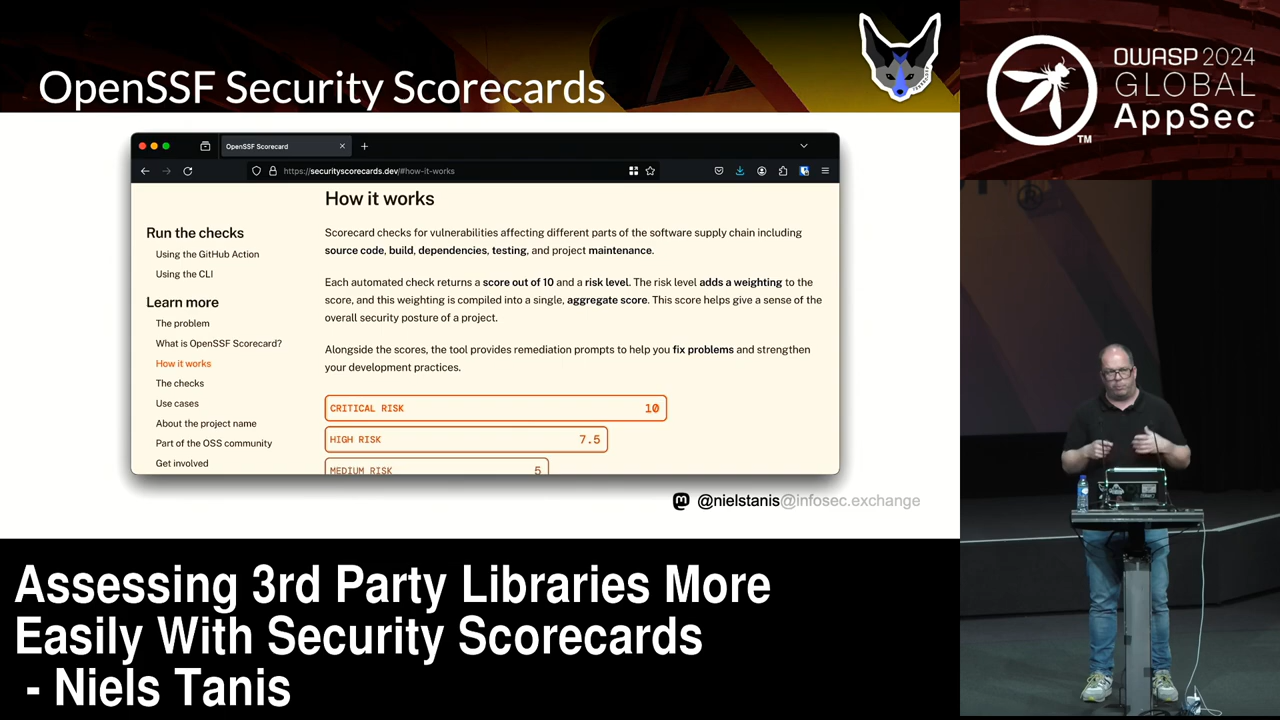 OpenSSF Security Scorecards
OWASP 2024
GLOBAL
AppSec
TM
OpenSSF Scorecard
https://securityscorecards.dev/#how-it-works
Run the checks
Using the GitHub Action
Using the CLI
Learn more
The problem
What is OpenSSF Scorecard?
How it works
The checks
Use cases
About the project name
Part of the OSS community
Get involved
How it works
Scorecard checks for vulnerabilities affecting different parts of the software supply chain including
source code, build, dependencies, testing, and project maintenance.
Each automated check returns a score out of 10 and a risk level. The risk level adds a weighting to the
score, and this weighting is compiled into a single, aggregate score. This score helps give a sense of the
overall security posture of a project.
Alongside the scores, the tool provides remediation prompts to help you fix problems and strengthen
your development practices.
CRITICAL RISK 10
HIGH RISK 7.5
MEDIUM RISK 5
@nielstanis@infosec.exchange
Assessing 3rd Party Libraries More
Easily With Security Scorecards
- Niels Tanis